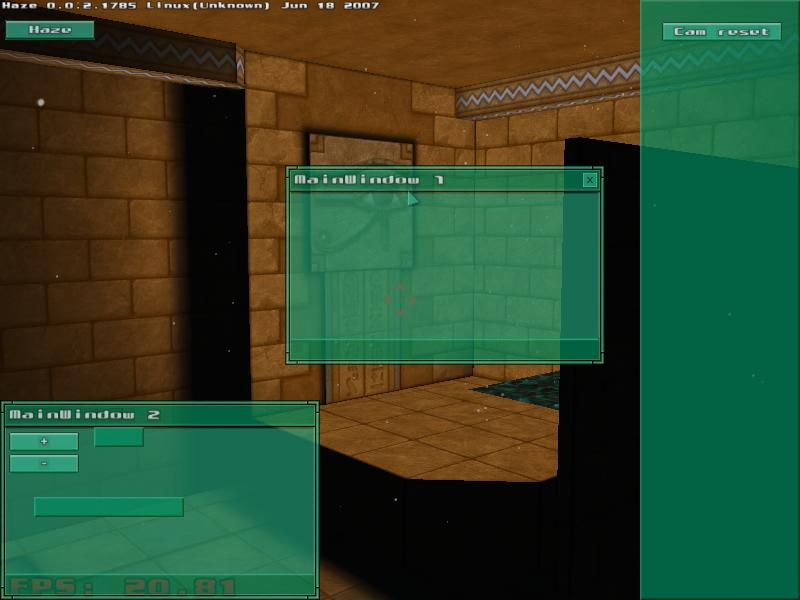 Haze 0.0.2.1785 Linux(Unknown) Jun 18 2007
Haze
Cam reset
MainWindow 1
x
MainWindow 2
+
-
FPS: 20.81